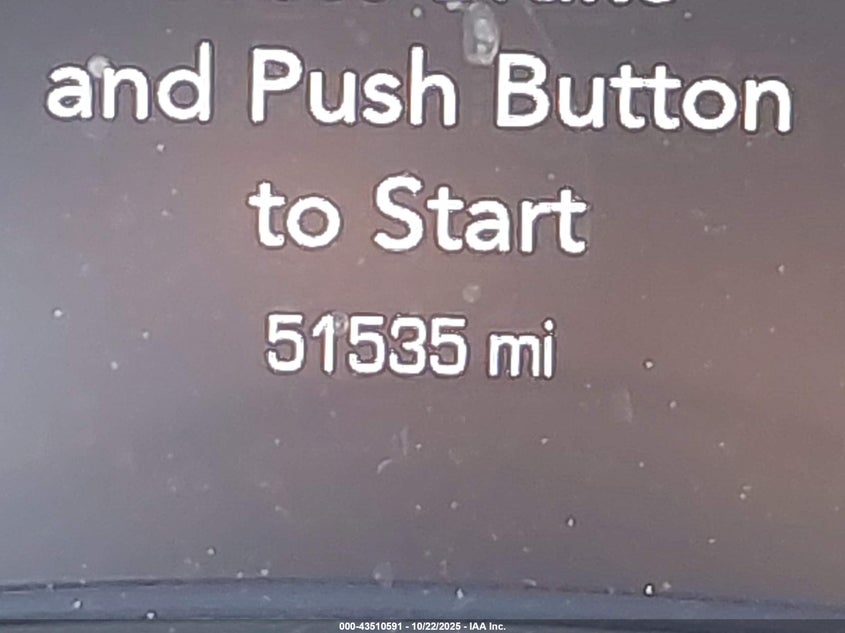 and Push Button
to Start
51535 mi
000-43510591 - 10/22/2025 - IAA Inc.